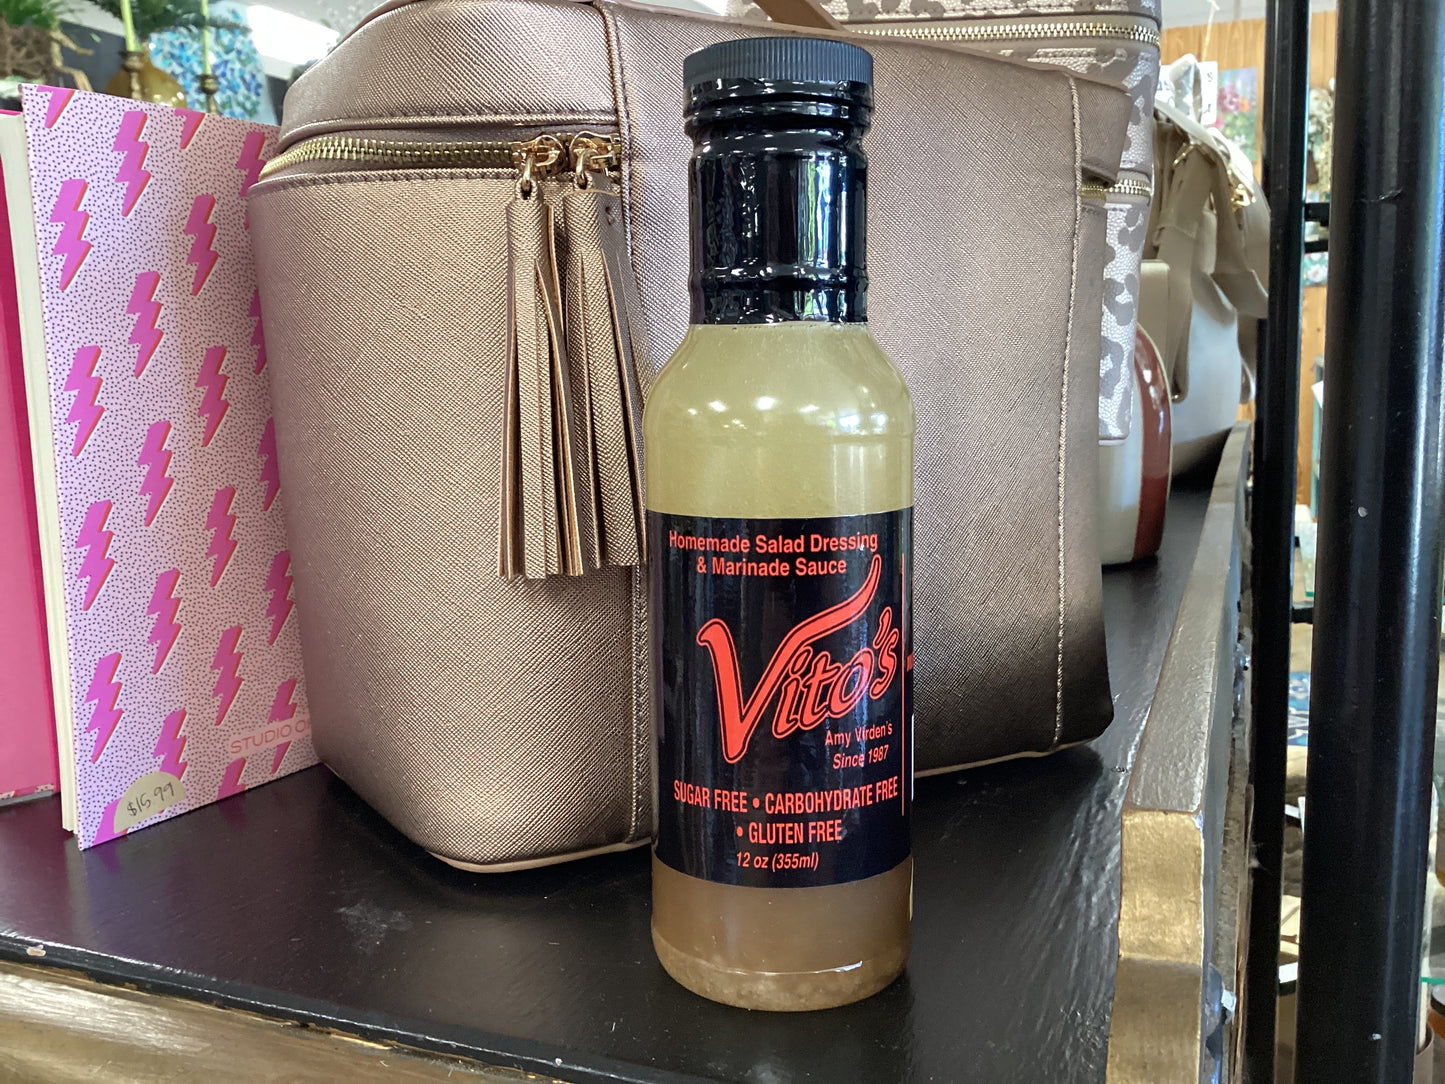 Homemade Salad Dressing
& Marinade Sauce
Vito's
Amy Virden's
Since 1987
SUGAR FREE • CARBOHYDRATE FREE
• GLUTEN FREE
12 oz (355ml)
STUDIO
$15.99